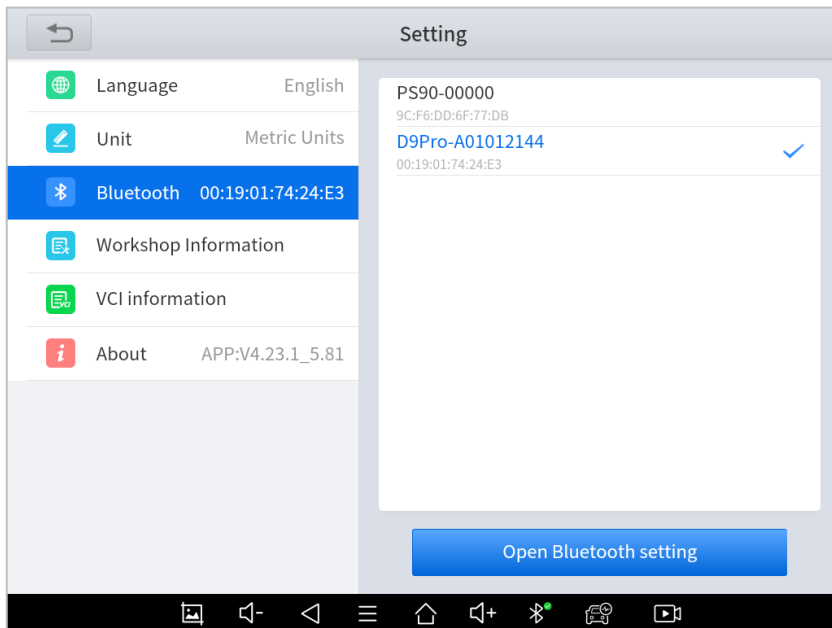 Setting
Language English
Unit Metric Units
Bluetooth 00:19:01:74:24:E3
Workshop Information
VCI information
About APP:V4.23.1_5.81
PS90-00000
9C:F6:DD:6F:77:DB
D9Pro-A01012144
00:19:01:74:24:E3
Open Bluetooth setting